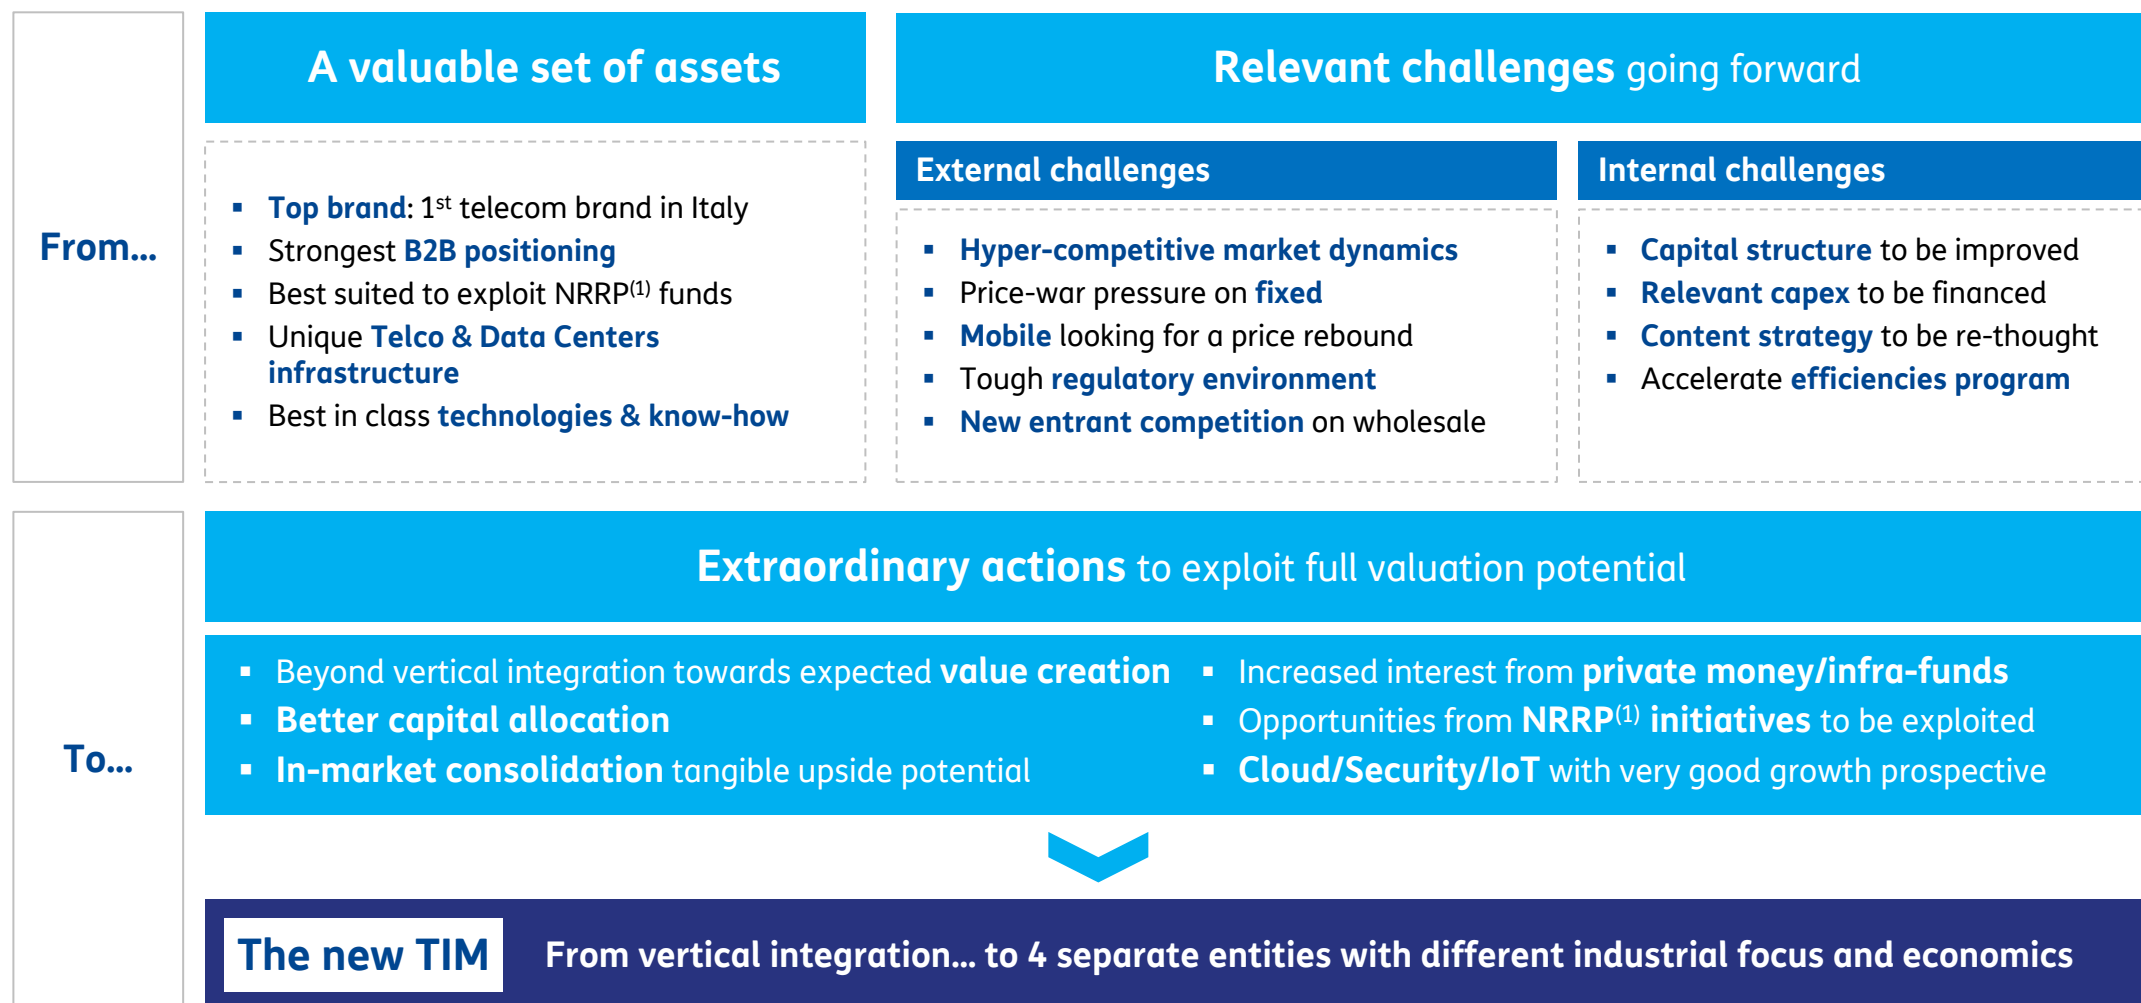 From...
A valuable set of assets
▪ Top brand: 1st telecom brand in Italy
▪ Strongest B2B positioning
▪ Best suited to exploit NRRP(1) funds
▪ Unique Telco & Data Centers
infrastructure
▪ Best in class technologies & know-how
Relevant challenges going forward
External challenges
▪ Hyper-competitive market dynamics
▪ Price-war pressure on fixed
▪ Mobile looking for a price rebound
▪ Tough regulatory environment
▪ New entrant competition on wholesale
Internal challenges
▪ Capital structure to be improved
▪ Relevant capex to be financed
▪ Content strategy to be re-thought
▪ Accelerate efficiencies program
To...
Extraordinary actions to exploit full valuation potential
▪ Beyond vertical integration towards expected value creation
▪ Better capital allocation
▪ In-market consolidation tangible upside potential
▪ Increased interest from private money/infra-funds
▪ Opportunities from NRRP(1) initiatives to be exploited
▪ Cloud/Security/IoT with very good growth prospective
The new TIM
From vertical integration... to 4 separate entities with different industrial focus and economics